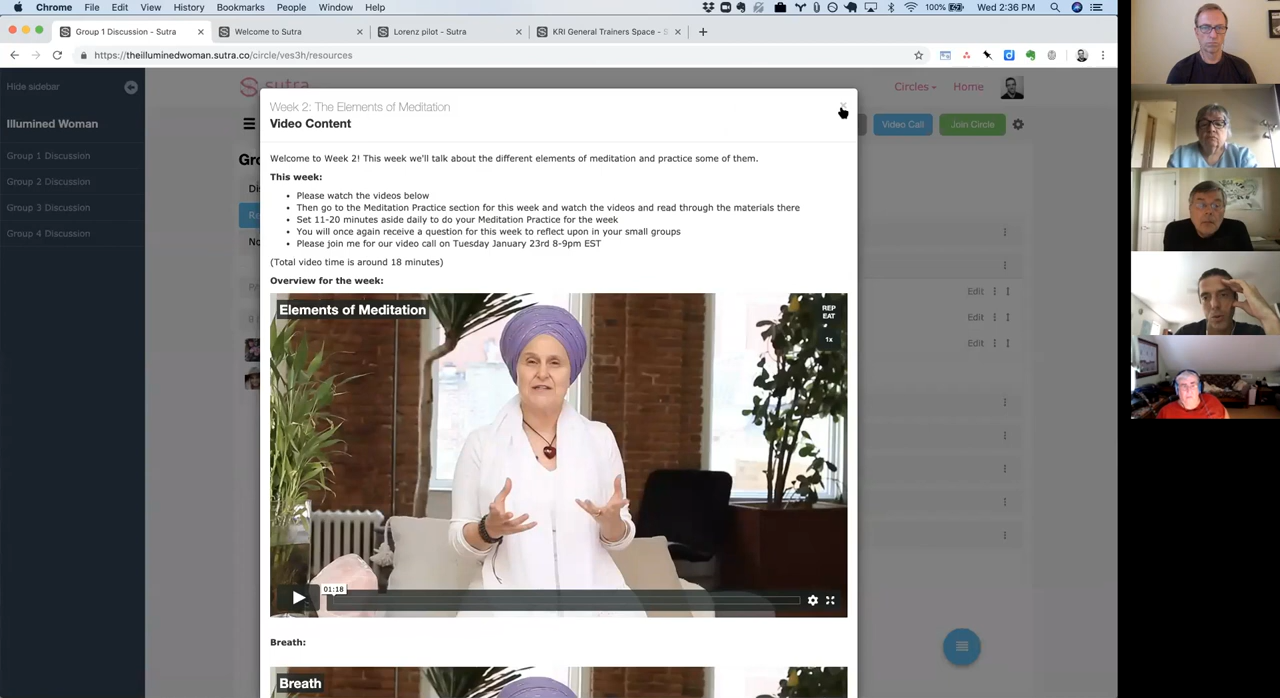 Chrome File Edit View History Bookmarks People Window Help
100% Wed 2:36 PM
Group 1 Discussion - Sutra
Welcome to Sutra
Lorenz pilot - Sutra
KRI General Trainers Space - S
https://theilluminedwoman.sutra.co/circle/ves3h/resources
Hide sidebar
sutra
Circles
Home
Illumined Woman
Video Call
Join Circle
Group 1 Discussion
Group 2 Discussion
Group 3 Discussion
Group 4 Discussion
Week 2: The Elements of Meditation
Video Content
Welcome to Week 2! This week we'll talk about the different elements of meditation and practice some of them.
This week:
Please watch the videos below
Then go to the Meditation Practice section for this week and watch the videos and read through the materials there
Set 11-20 minutes aside daily to do your Meditation Practice for the week
You will once again receive a question for this week to reflect upon in your small groups
Please join me for our video call on Tuesday January 23rd 8-9pm EST
(Total video time is around 18 minutes)
Overview for the week:
Elements of Meditation
REP
EAT
1x
Edit
Edit
Edit
01:18
Breath:
Breath